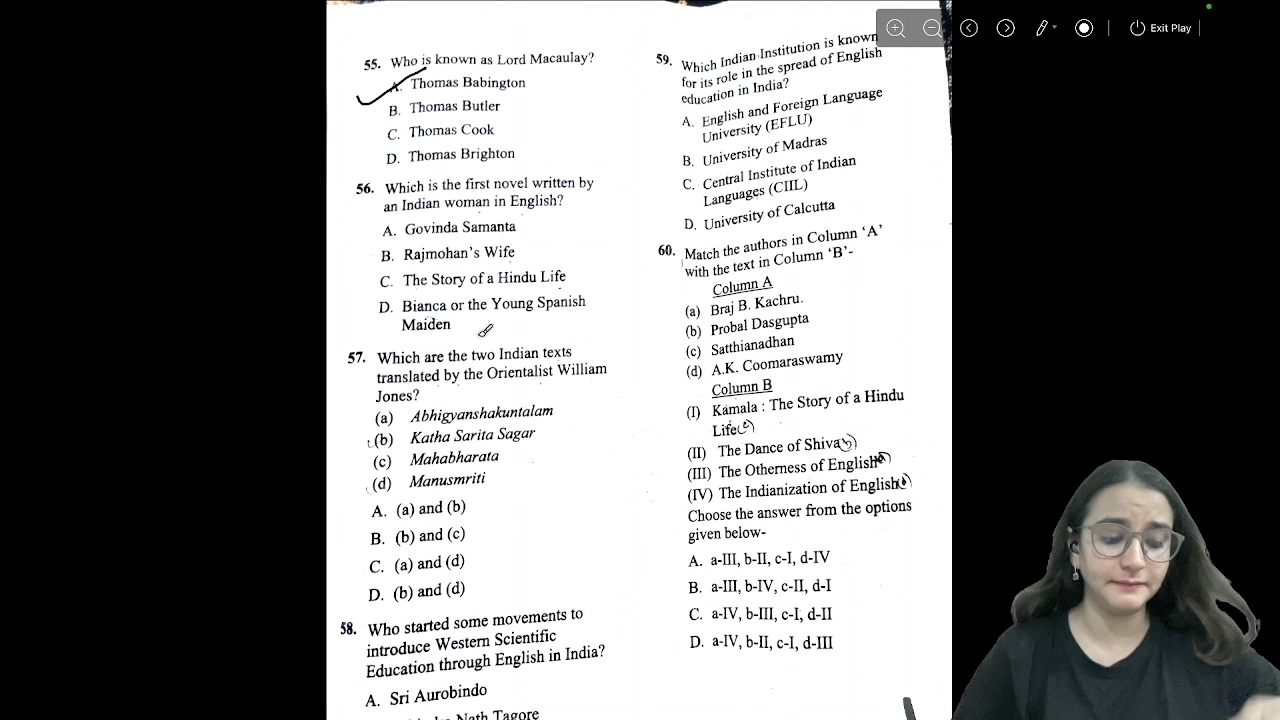 Exit Play
55. Who is known as Lord Macaulay?
A. Thomas Babington
B. Thomas Butler
C. Thomas Cook
D. Thomas Brighton
56. Which is the first novel written by
an Indian woman in English?
A. Govinda Samanta
B. Rajmohan's Wife
C. The Story of a Hindu Life
D. Bianca or the Young Spanish
Maiden
57. Which are the two Indian texts
translated by the Orientalist William
Jones?
(a) Abhigyanshakuntalam
(b) Katha Sarita Sagar
(c) Mahabharata
(d) Manusmriti
A. (a) and (b)
B. (b) and (c)
C. (a) and (d)
D. (b) and (d)
58. Who started some movements to
introduce Western Scientific
Education through English in India?
A. Sri Aurobindo
Nath Tagore
59. Which Indian Institution is known
for its role in the spread of English
education in India?
A. English and Foreign Language
University (EFLU)
B. University of Madras
C. Central Institute of Indian
Languages (CIIL)
D. University of Calcutta
60. Match the authors in Column 'A'
with the text in Column 'B'-
Column A
(a) Braj B. Kachru.
(b) Probal Dasgupta
(c) Satthianadhan
(d) A.K. Coomaraswamy
Column B
(I) Kamala : The Story of a Hindu
Life
(II) The Dance of Shiva
(III) The Otherness of English
(IV) The Indianization of English
Choose the answer from the options
given below-
A. a-III, b-II, c-I, d-IV
B. a-III, b-IV, c-II, d-I
C. a-IV, b-III, c-I, d-II
D. a-IV, b-II, c-I, d-III